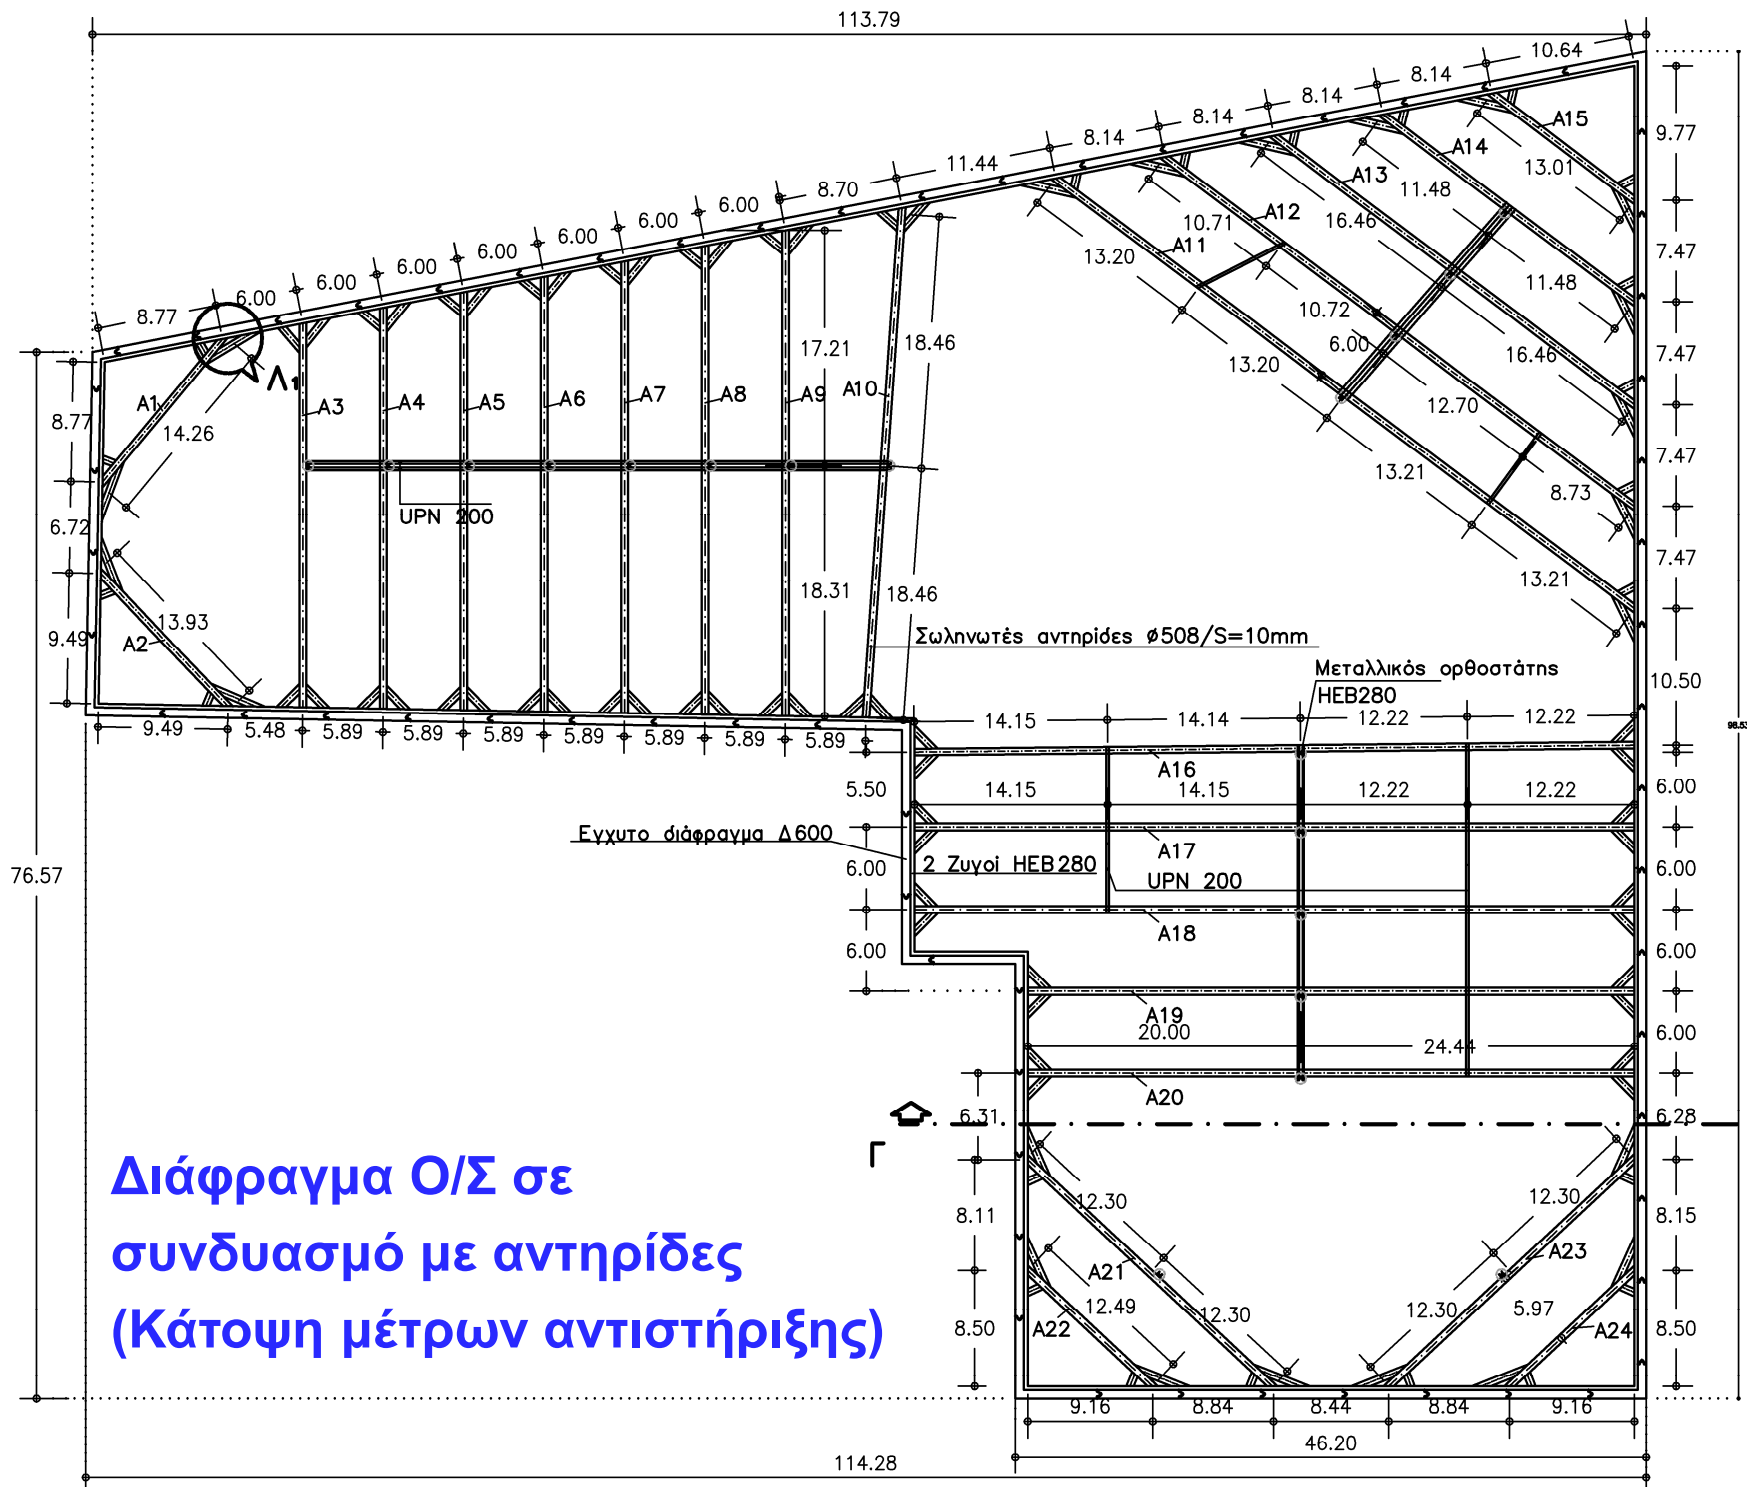 113.79
10.64
8.14
8.14
8.14
8.14
11.44
8.70
6.00
6.00
6.00
6.00
6.00
6.00
8.77
A15
A14
A13
A12
A11
13.01
11.48
16.46
10.71
13.20
9.77
7.47
7.47
7.47
7.47
10.50
11.48
16.46
10.72
6.00
13.20
12.70
13.21
8.73
13.21
17.21
18.46
8.77
6.72
9.49
A1
Λ1
14.26
A3
A4
A5
A6
A7
A8
A9
A10
UPN 200
13.93
A2
18.31
18.46
Σωληνωτές αντηρίδες Ø508/S=10mm
Μεταλλικός ορθοστάτης
HEB280
9.49
5.48
5.89
5.89
5.89
5.89
5.89
5.89
5.89
14.15
14.14
12.22
12.22
A16
5.50
14.15
14.15
12.22
12.22
6.00
Εγχυτο διάφραγμα Δ600
A17
2 Ζυγοί HEB280
UPN 200
76.57
6.00
6.00
A18
6.00
6.00
A19
20.00
24.44
6.00
A20
6.31
6.28
Γ
Διάφραγμα Ο/Σ σε
συνδυασμό με αντηρίδες
(Κάτοψη μέτρων αντιστήριξης)
12.30
12.30
8.11
8.15
A21
A23
12.49
12.30
12.30
5.97
A22
A24
8.50
8.50
9.16
8.84
8.44
8.84
9.16
46.20
114.28